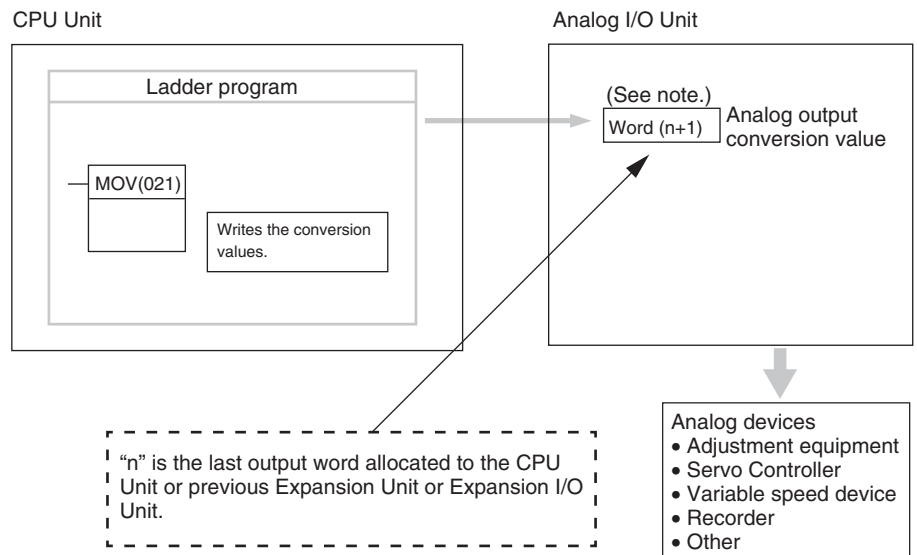 CPU Unit
Analog I/O Unit
Ladder program
(See note.)
Word (n+1)
Analog output
conversion value
MOV(021)
Writes the conversion
values.
“n” is the last output word allocated to the CPU
Unit or previous Expansion Unit or Expansion I/O
Unit.
Analog devices
• Adjustment equipment
• Servo Controller
• Variable speed device
• Recorder
• Other